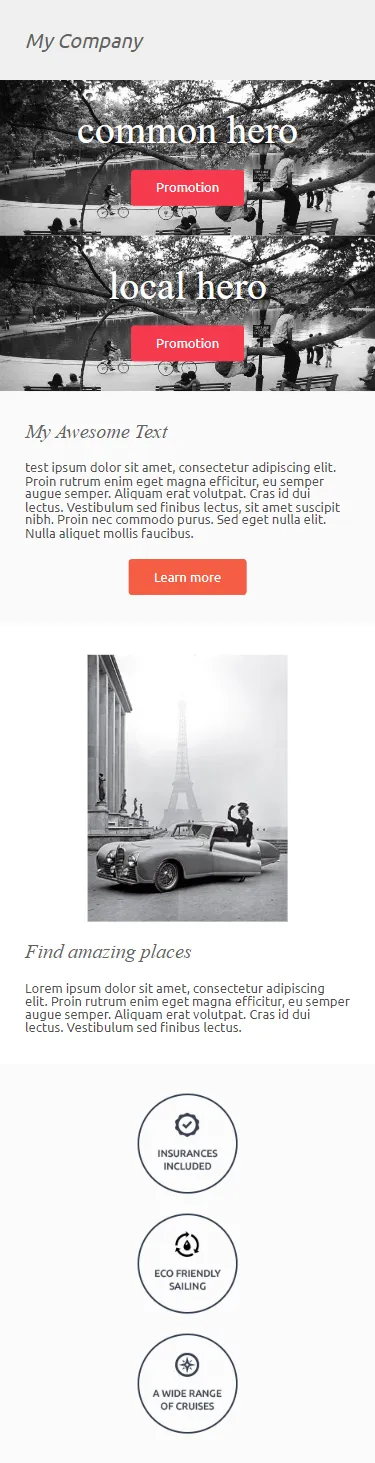 My Company
common hero
Promotion
local hero
Promotion
My Awesome Text
test ipsum dolor sit amet, consectetur adipiscing elit.
Proin rutrum enim eget magna efficitur, eu semper
augue semper. Aliquam erat volutpat. Cras id dui
lectus. Vestibulum sed finibus lectus, sit amet suscipit
nibh. Proin nec commodo purus. Sed eget nulla elit.
Nulla aliquet mollis faucibus.
Learn more
Find amazing places
Lorem ipsum dolor sit amet, consectetur adipiscing
elit. Proin rutrum enim eget magna efficitur, eu semper
augue semper. Aliquam erat volutpat. Cras id dui
lectus. Vestibulum sed finibus lectus.
INSURANCES
INCLUDED
ECO FRIENDLY
SAILING
A WIDE RANGE
OF CRUISES